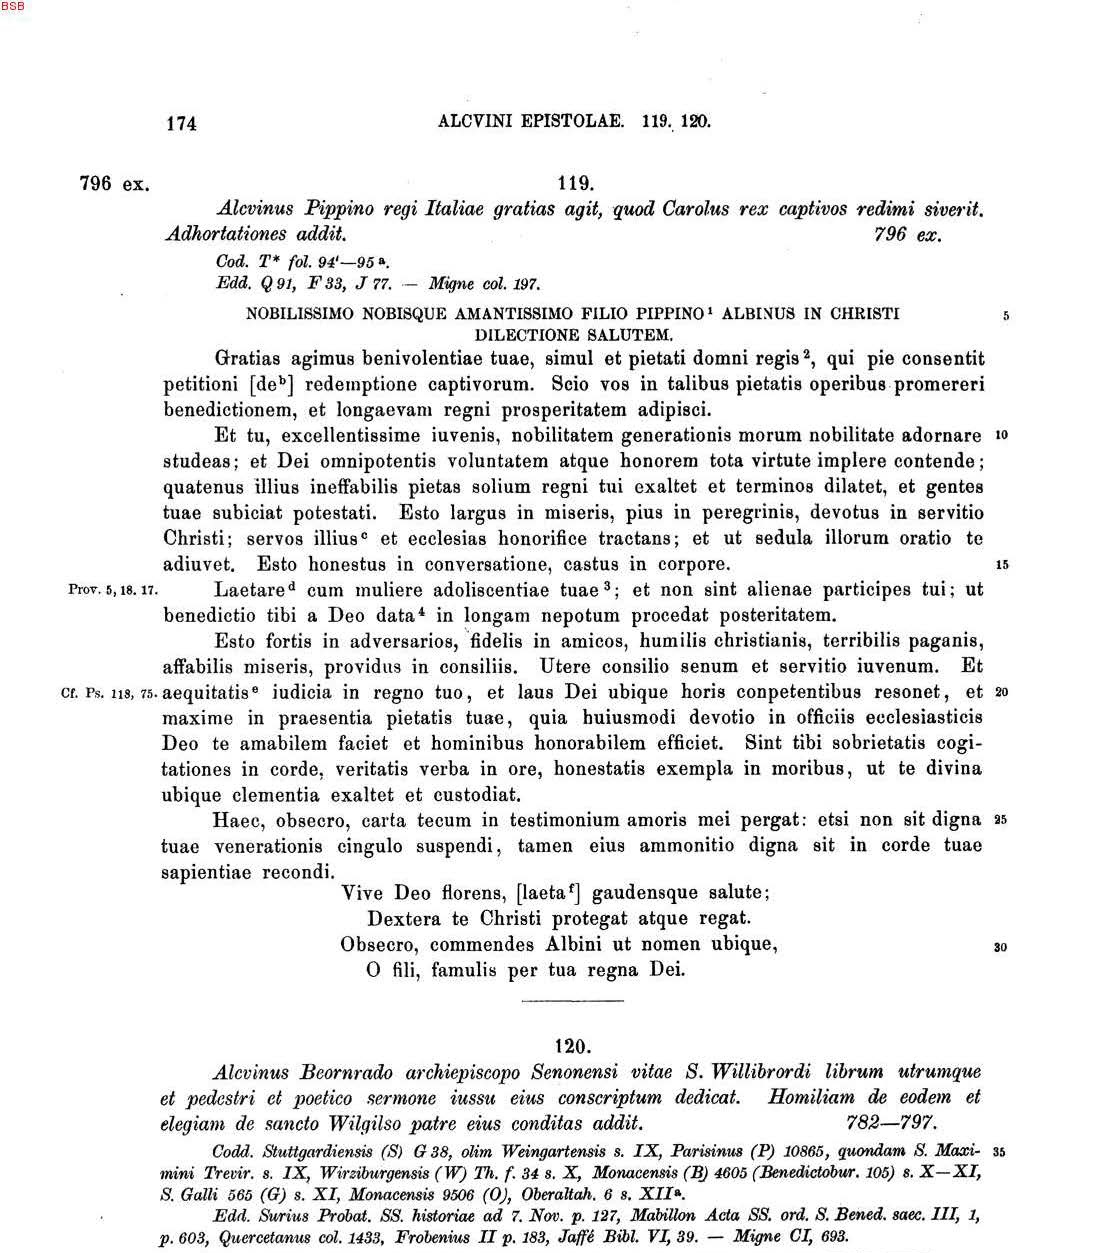 BSB
174 ALCVINI EPISTOLAE. 119. 120.
796 ex. 119.
Alcvinus Pippino regi Italiae gratias agit, quod Carolus rex captivos redimi siverit.
Adhortationes addit. 796 ex.
Cod. T* fol. 94'—95 a.
Edd. Q 91, F 33, J 77. — Migne col. 197.
NOBILISSIMO NOBISQUE AMANTISSIMO FILIO PIPPINO 1 ALBINUS IN CHRISTI 5
DILECTIONE SALUTEM.
Gratias agimus benivolentiae tuae, simul et pietati domni regis 2, qui pie consentit
petitioni [de b] redemptione captivorum. Scio vos in talibus pietatis operibus promereri
benedictionem, et longaevam regni prosperitatem adipisci.
Et tu, excellentissime iuvenis, nobilitatem generationis morum nobilitate adornare 10
studeas; et Dei omnipotentis voluntatem atque honorem tota virtute implere contende;
quatenus illius ineffabilis pietas solium regni tui exaltet et terminos dilatet, et gentes
tuae subiciat potestati. Esto largus in miseris, pius in peregrinis, devotus in servitio
Christi; servos illius c et ecclesias honorifice tractans; et ut sedula illorum oratio te
adiuvet. Esto honestus in conversatione, castus in corpore. 15
Prov. 5, 18. 17. Laetare d cum muliere adoliscentiae tuae 3; et non sint alienae participes tui; ut
benedictio tibi a Deo data 4 in longam nepotum procedat posteritatem.
Esto fortis in adversarios, fidelis in amicos, humilis christianis, terribilis paganis,
affabilis miseris, providus in consiliis. Utere consilio senum et servitio iuvenum. Et
Cf. Ps. 118, 75. aequitatis e iudicia in regno tuo, et laus Dei ubique horis conpetentibus resonet, et 20
maxime in praesentia pietatis tuae, quia huiusmodi devotio in officiis ecclesiasticis
Deo te amabilem faciet et hominibus honorabilem efficiet. Sint tibi sobrietatis cogi-
tationes in corde, veritatis verba in ore, honestatis exempla in moribus, ut te divina
ubique clementia exaltet et custodiat.
Haec, obsecro, carta tecum in testimonium amoris mei pergat: etsi non sit digna 25
tuae venerationis cingulo suspendi, tamen eius ammonitio digna sit in corde tuae
sapientiae recondi.
Vive Deo florens, [laeta f] gaudensque salute;
Dextera te Christi protegat atque regat.
Obsecro, commendes Albini ut nomen ubique, 30
O fili, famulis per tua regna Dei.
120.
Alcvinus Beornrado archiepiscopo Senonensi vitae S. Willibrordi librum utrumque
et pedestri et poetico sermone iussu eius conscriptum dedicat. Homiliam de eodem et
elegiam de sancto Wilgilso patre eius conditas addit. 782—797.
Codd. Stuttgardiensis (S) G 38, olim Weingartensis s. IX, Parisinus (P) 10865, quondam S. Maxi- 35
mini Trevir. s. IX, Wirziburgensis (W) Th. f. 34 s. X, Monacensis (B) 4605 (Benedictobur. 105) s. X—XI,
S. Galli 565 (G) s. XI, Monacensis 9506 (O), Oberaltah. 6 s. XII a.
Edd. Surius Probat. SS. historiae ad 7. Nov. p. 127, Mabillon Acta SS. ord. S. Bened. saec. III, 1,
p. 603, Quercetanus col. 1433, Frobenius II p. 183, Jaffé Bibl. VI, 39. — Migne CI, 693.